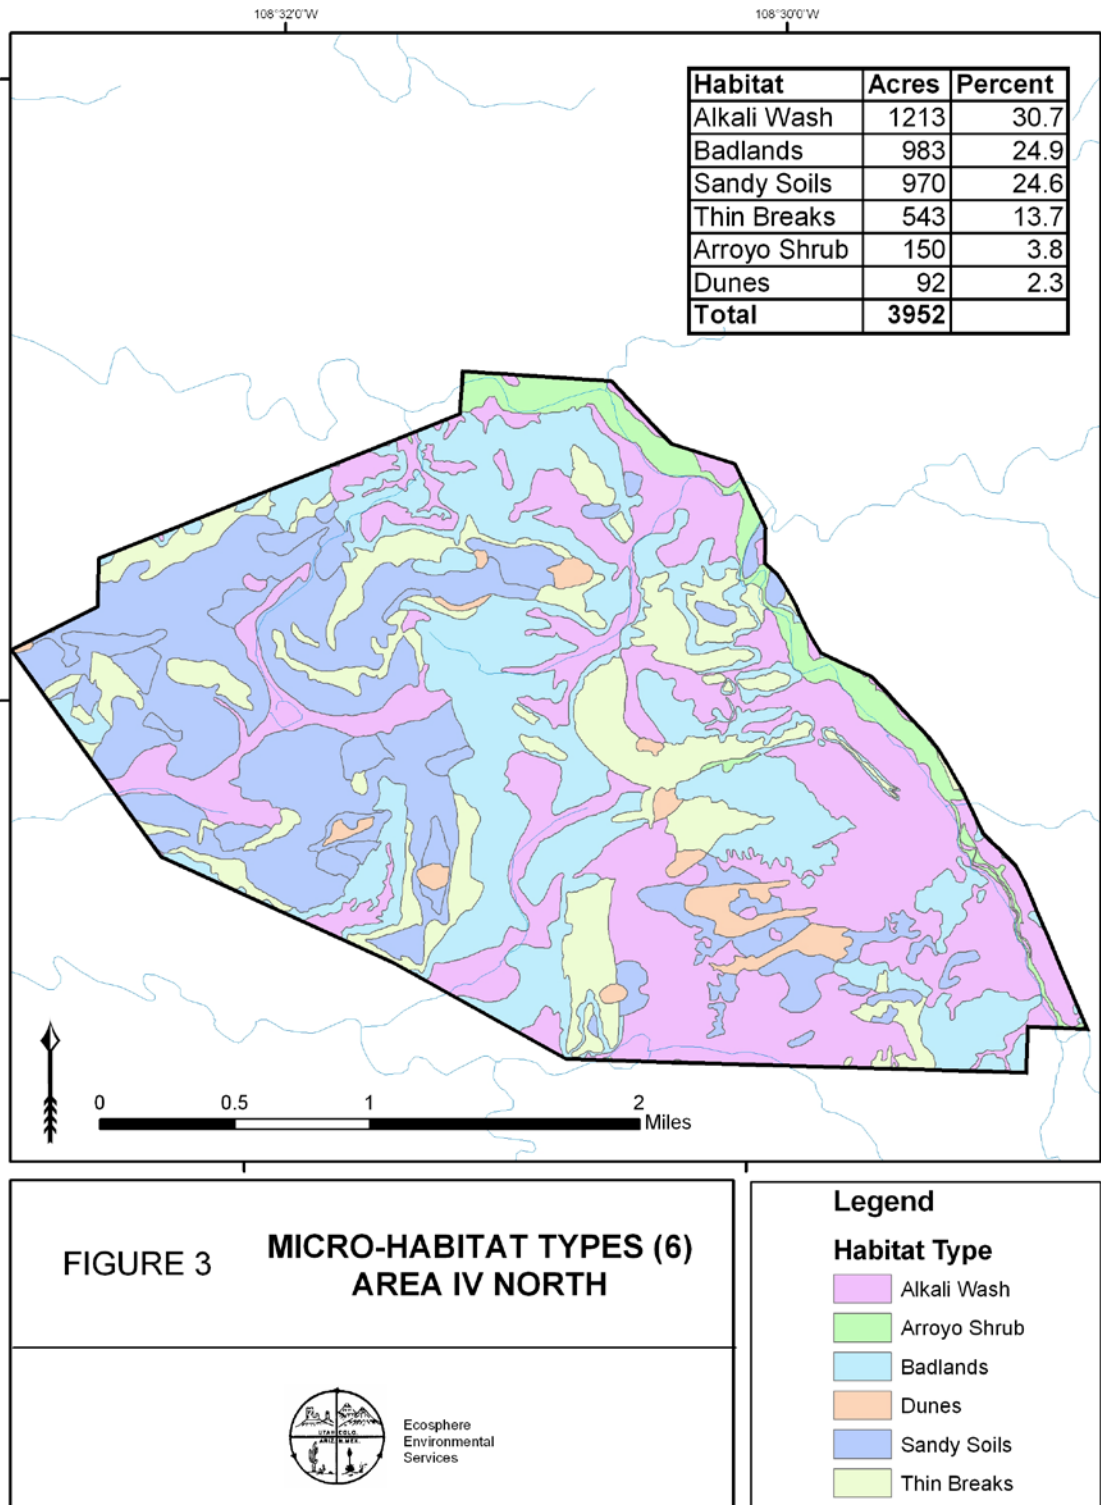 108°32'0"W 108°30'0"W
Habitat Acres Percent
Alkali Wash 1213 30.7
Badlands 983 24.9
Sandy Soils 970 24.6
Thin Breaks 543 13.7
Arroyo Shrub 150 3.8
Dunes 92 2.3
Total 3952
0 0.5 1 2
Miles
FIGURE 3
MICRO-HABITAT TYPES (6)
AREA IV NORTH
Legend
Habitat Type
Alkali Wash
Arroyo Shrub
Badlands
Dunes
Sandy Soils
Thin Breaks
UTAH COLO.
Ecosphere
Environmental
Services